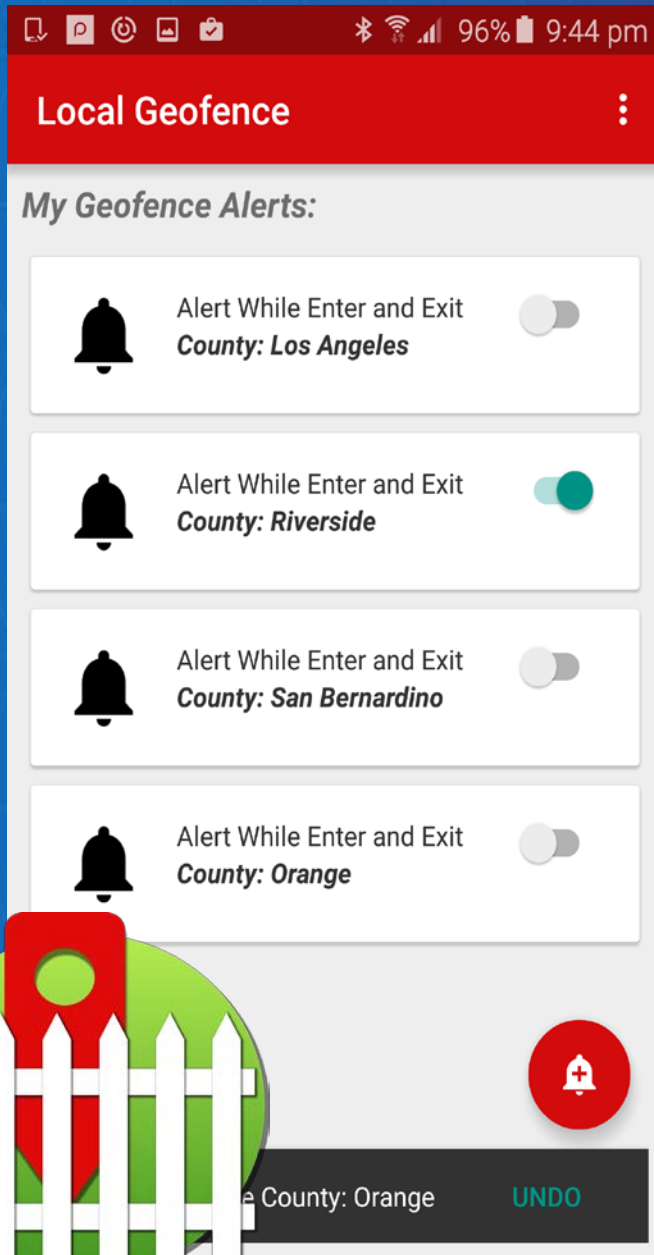 96% 9:44 pm
Local Geofence
My Geofence Alerts:
Alert While Enter and Exit
County: Los Angeles
Alert While Enter and Exit
County: Riverside
Alert While Enter and Exit
County: San Bernardino
Alert While Enter and Exit
County: Orange
County: Orange UNDO